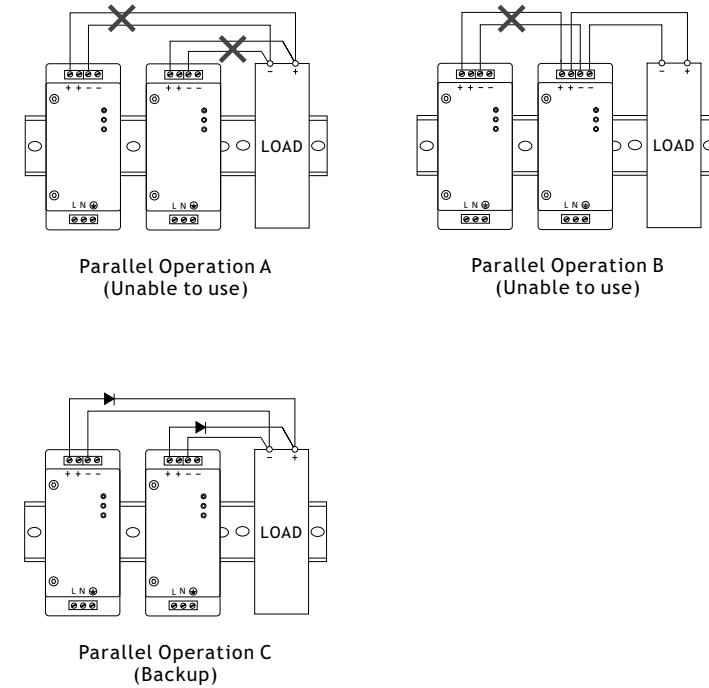 − +
+ + − − + + − −
LOAD
L N L N
Parallel Operation A
(Unable to use)
− +
+ + − − + + − −
LOAD
L N L N
Parallel Operation B
(Unable to use)
− +
+ + − − + + − −
LOAD
L N L N
Parallel Operation C
(Backup)